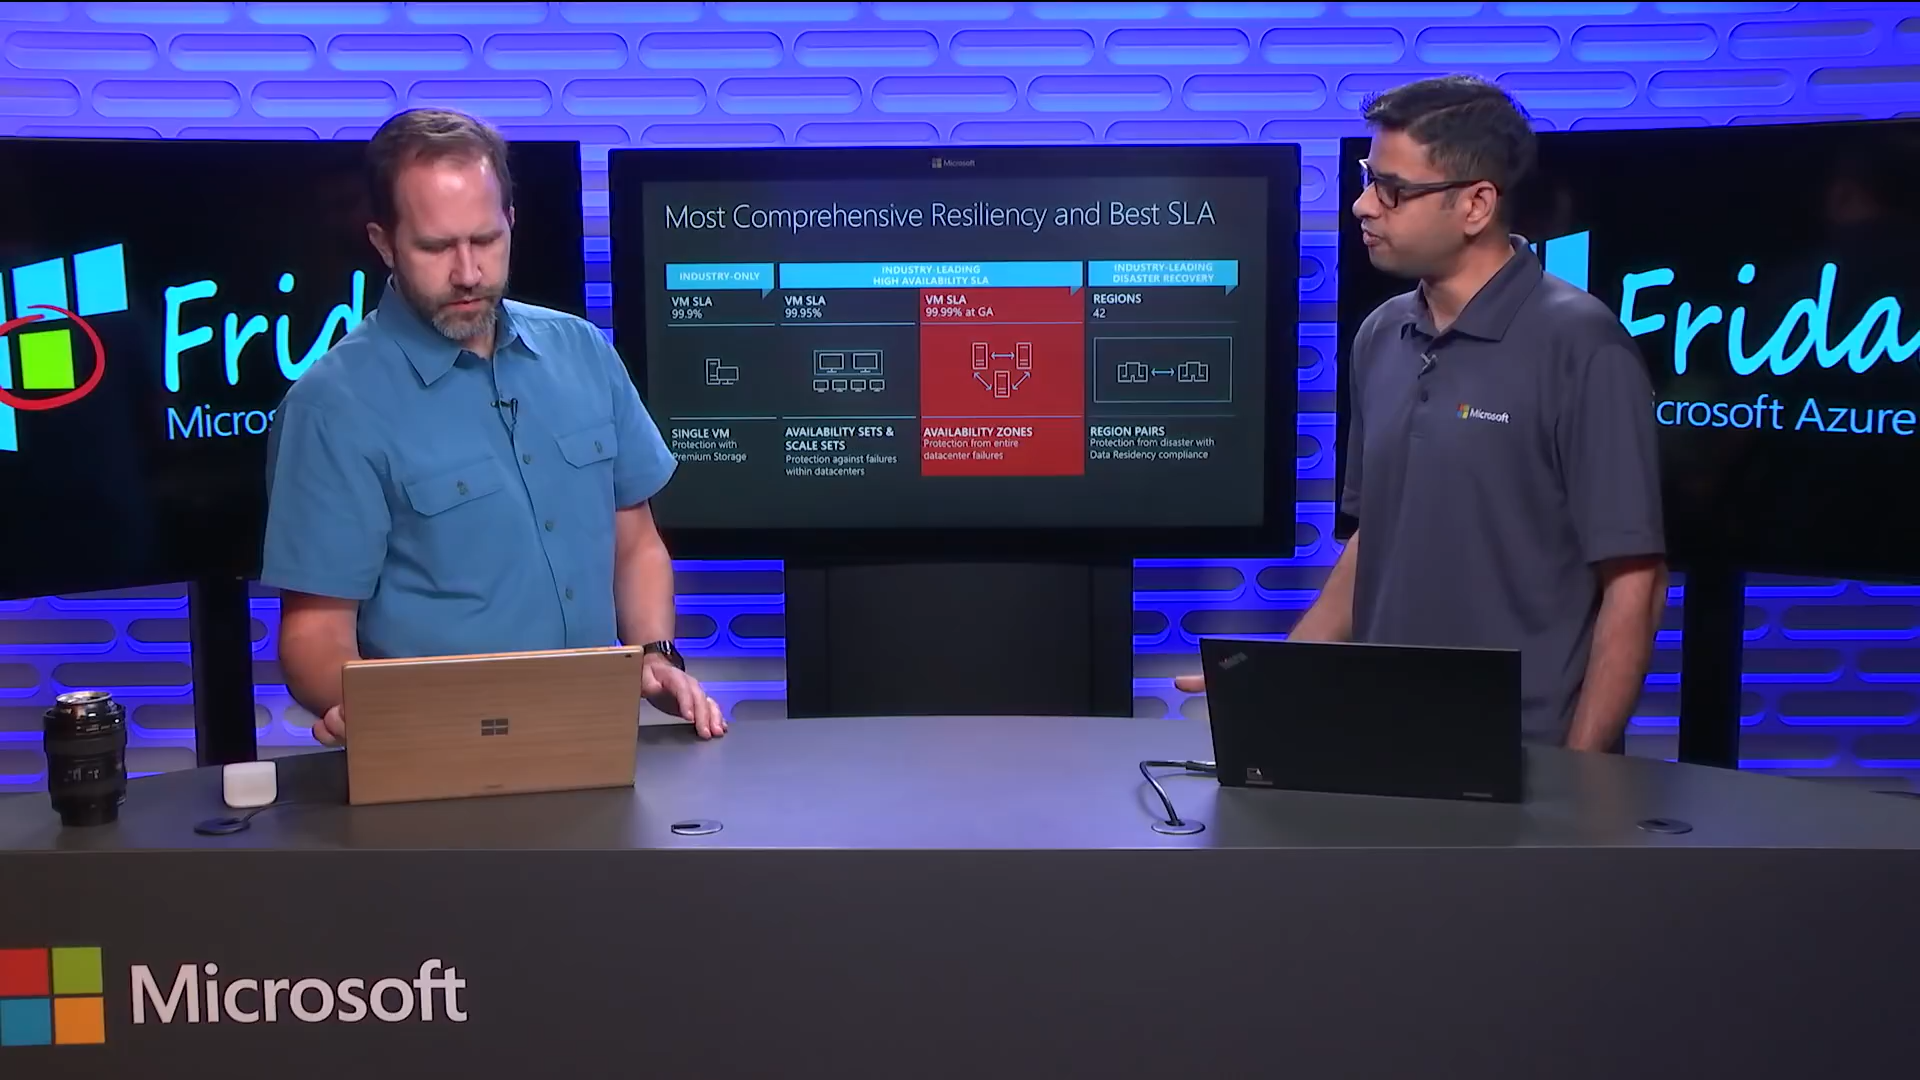 Microsoft
Most Comprehensive Resiliency and Best SLA
INDUSTRY-ONLY
VM SLA
99.9%
SINGLE VM
Protection with
Premium Storage
INDUSTRY-LEADING
HIGH AVAILABILITY SLA
VM SLA
99.95%
AVAILABILITY SETS &
SCALE SETS
Protection against failures
within datacenters
VM SLA
99.99% at GA
AVAILABILITY ZONES
Protection from entire
datacenter failures
INDUSTRY-LEADING
DISASTER RECOVERY
REGIONS
42
REGION PAIRS
Protection from disaster with
Data Residency compliance
Frid
Micros
Frida
crosoft Azure
Microsoft
Microsoft